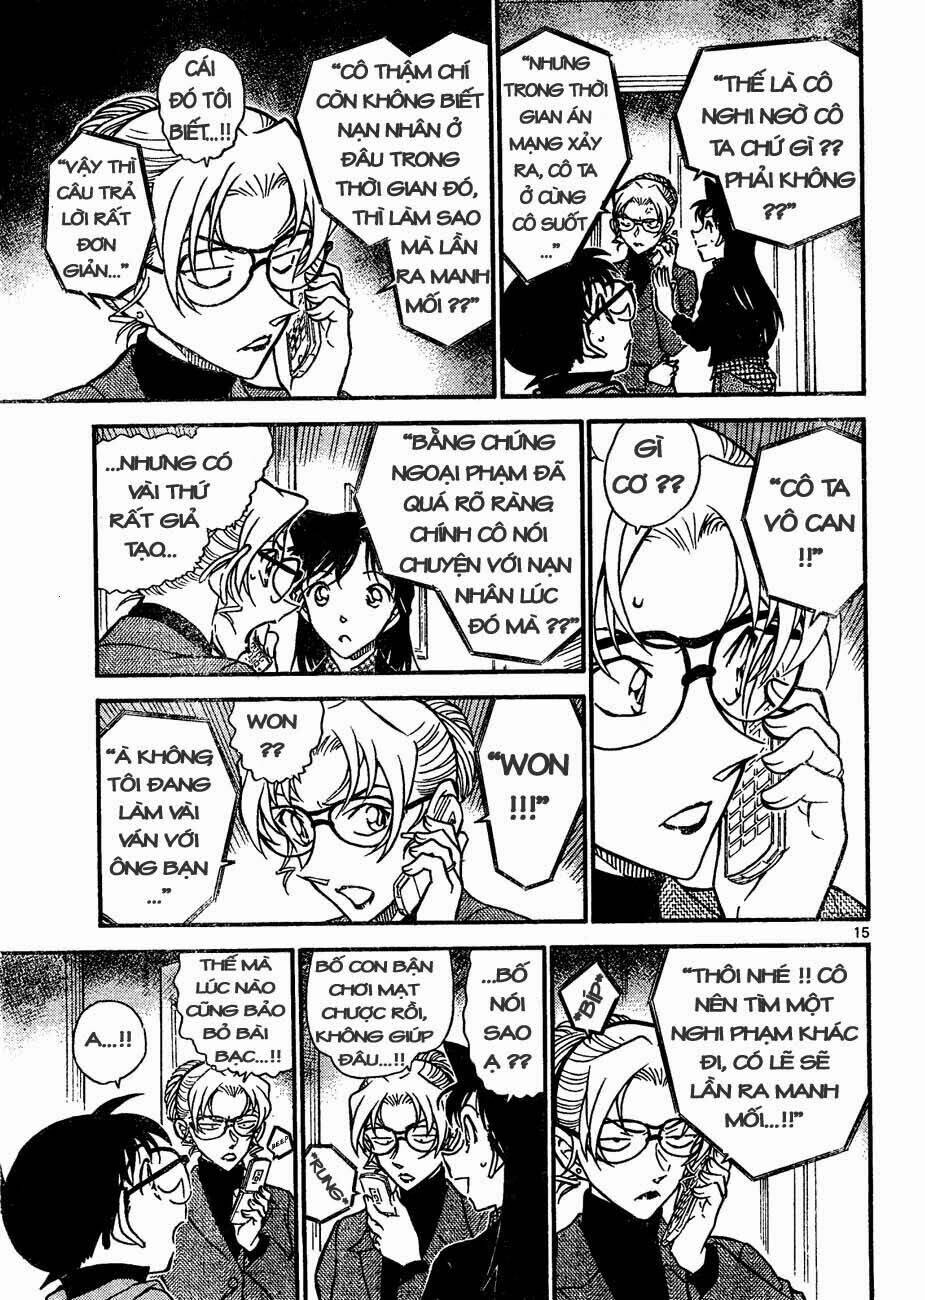 "THẾ LÀ CÔ
NGHI NGỜ CÔ
TA CHỨ GÌ ??
PHẢI KHÔNG
??"
"NHƯNG
TRONG THỜI
GIAN ÁN
MẠNG XẢY
RA, CÔ TA
Ở CÙNG
CÔ SUỐT
..."
"CÔ THẬM CHÍ
CÒN KHÔNG BIẾT
NẠN NHÂN Ở
ĐÂU TRONG
THỜI GIAN ĐÓ,
THÌ LÀM SAO
MÀ LẦN
RA MANH
MỐI ??"
CÁI
ĐÓ TÔI
BIẾT...!!
"VẬY THÌ
CÂU TRẢ
LỜI RẤT
ĐƠN
GIẢN..."
"CÔ TA
VÔ CAN
!!"
GÌ
CƠ ??
"BẰNG CHỨNG
NGOẠI PHẠM ĐÃ
QUÁ RÕ RÀNG.
CHÍNH CÔ NÓI
CHUYỆN VỚI NẠN
NHÂN LÚC
ĐÓ MÀ ??"
...NHƯNG CÓ
VÀI THỨ
RẤT GIẢ
TẠO...
"WON
!!!"
WON
??
"À KHÔNG,
TÔI ĐANG
LÀM VÀI
VÁN VỚI
ÔNG BẠN
..."
15
"THÔI NHÉ !! CÔ
NÊN TÌM MỘT
NGHI PHẠM KHÁC
ĐI, CÓ LẼ SẼ
LẦN RA MANH
MỐI...!!"
"BÍP"
...BỐ
NÓI
SAO
Ạ ??
BỐ CON BẬN
CHƠI MẠT
CHƯỢC RỒI,
KHÔNG GIÚP
ĐÂU...!!
"RUNG"
THẾ MÀ
LÚC NÀO
CŨNG BẢO
BỎ BÀI
BẠC...!!
BEEP
A...!!